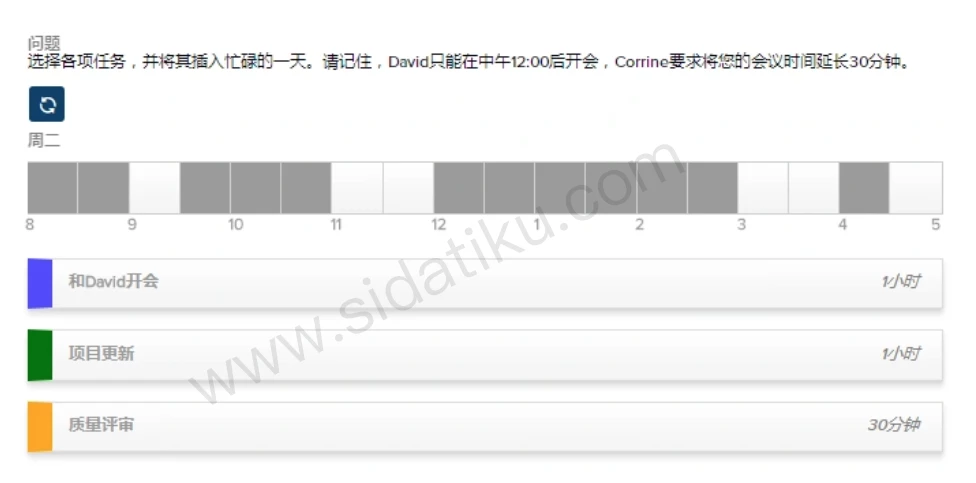 问题
选择各项任务，并将其插入忙碌的一天。请记住，David只能在中午12:00后开会，Corrine要求将您的会议时间延长30分钟。
周二
8 9 10 11 12 1 2 3 4 5
和David开会 1小时
项目更新 1小时
质量评审 30分钟
www.sidatiku.com